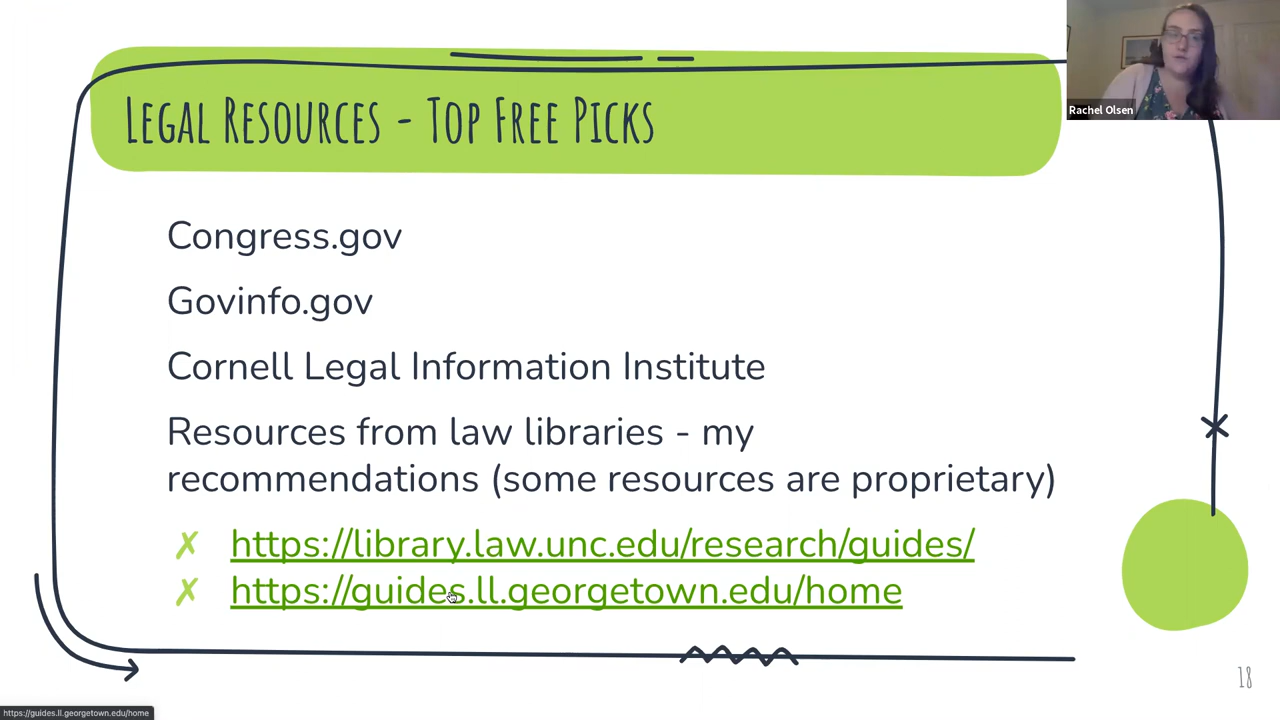 Rachel Olsen
Legal Resources - Top Free Picks
Congress.gov
Govinfo.gov
Cornell Legal Information Institute
Resources from law libraries - my
recommendations (some resources are proprietary)
✗ https://library.law.unc.edu/research/guides/
✗ https://guides.ll.georgetown.edu/home
18
https://guides.ll.georgetown.edu/home